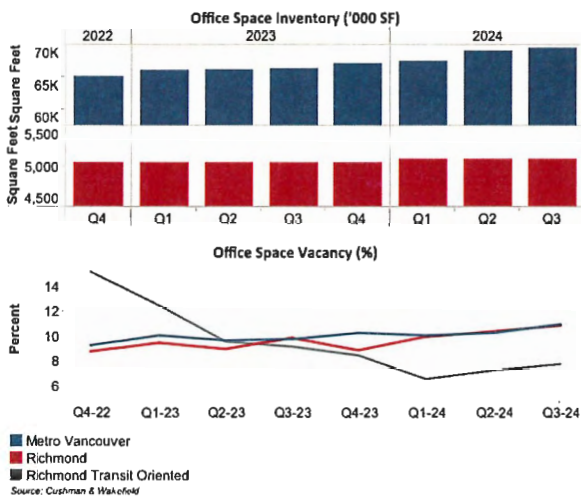 Office Space Inventory ('000 SF)
2022 2023 2024
Square Feet
70K
65K
60K
Square Feet
5,500
5,000
4,500
Q4 Q1 Q2 Q3 Q4 Q1 Q2 Q3
Office Space Vacancy (%)
Percent
14
12
10
8
6
Q4-22 Q1-23 Q2-23 Q3-23 Q4-23 Q1-24 Q2-24 Q3-24
Metro Vancouver
Richmond
Richmond Transit Oriented
Source: Cushman & Wakefield